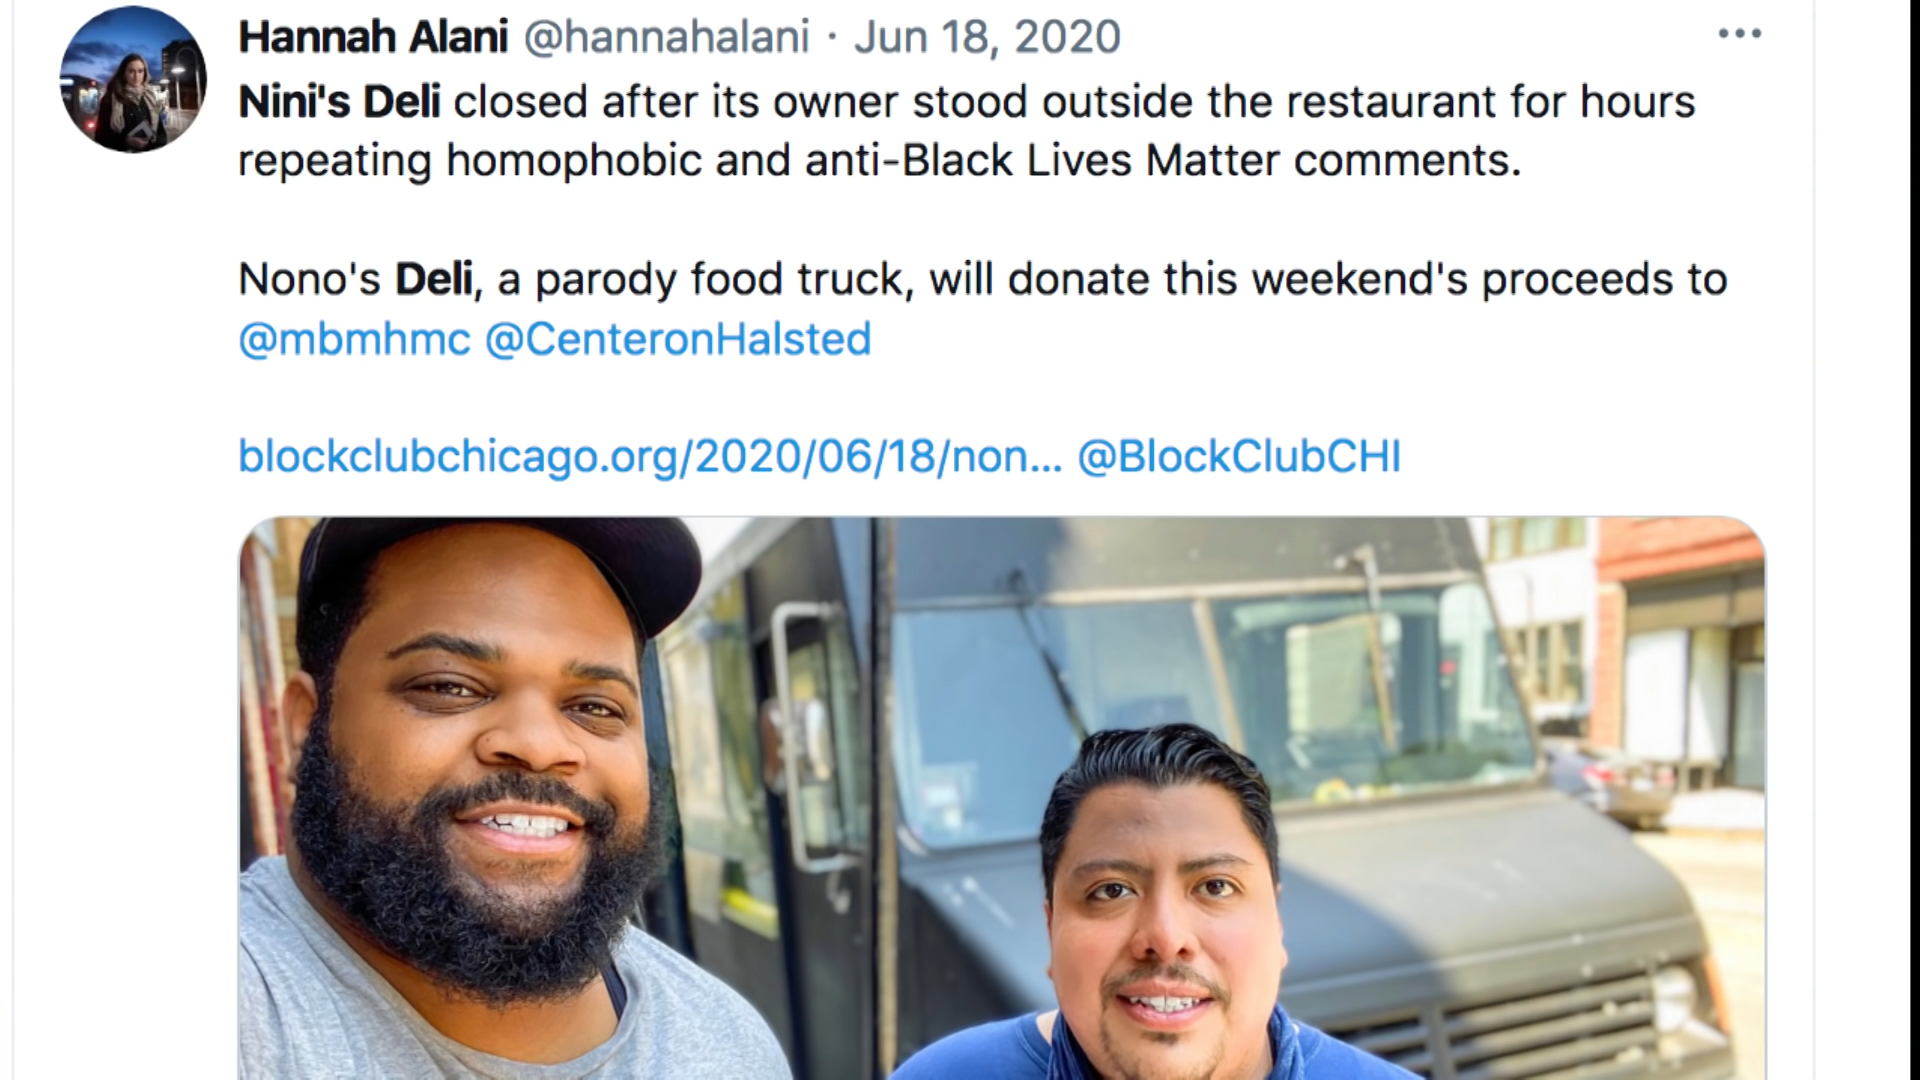 Hannah Alani @hannahalani · Jun 18, 2020
Nini's Deli closed after its owner stood outside the restaurant for hours
repeating homophobic and anti-Black Lives Matter comments.
Nono's Deli, a parody food truck, will donate this weekend's proceeds to
@mbmhmc @CenteronHalsted
blockclubchicago.org/2020/06/18/non... @BlockClubCHI